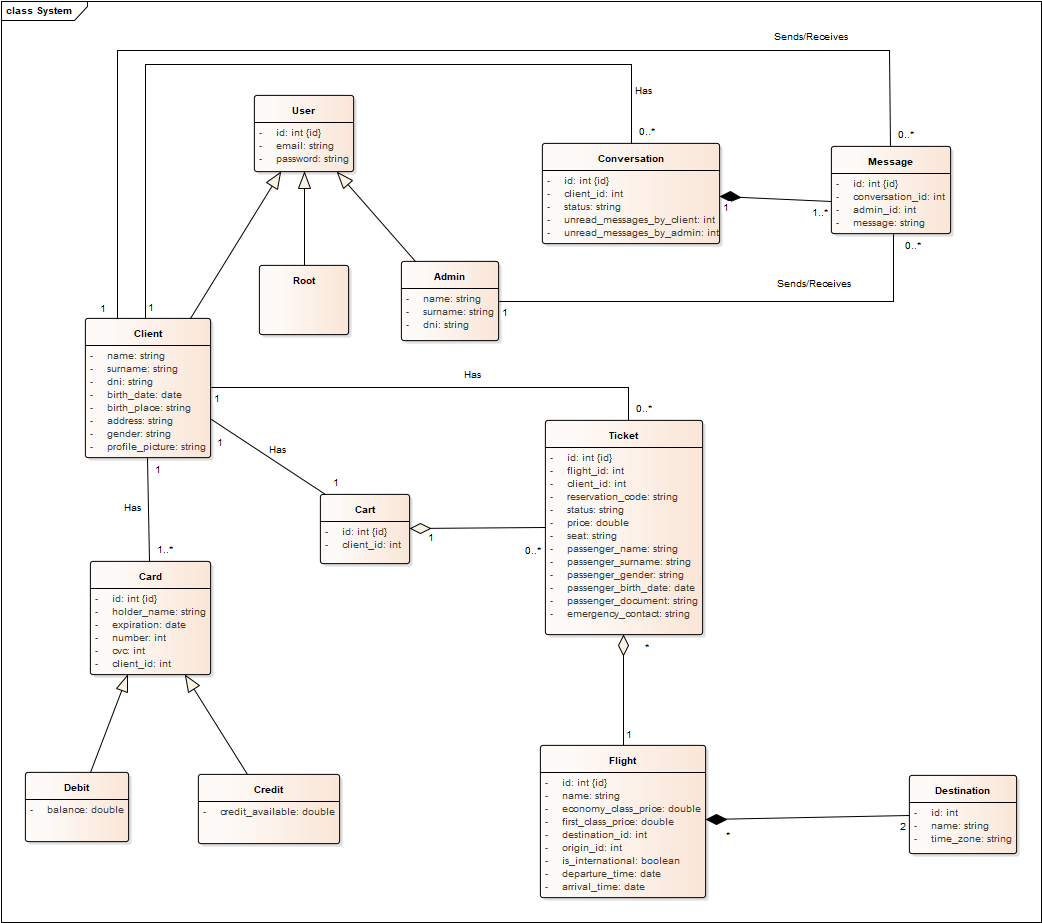 class System
Sends/Receives
Has
0..*
0..*
User
- id: int {id}
- email: string
- password: string
Conversation
- id: int {id}
- client_id: int
- status: string
- unread_messages_by_client: int
- unread_messages_by_admin: int
1
1..*
Message
- id: int {id}
- conversation_id: int
- admin_id: int
- message: string
0..*
Root
Admin
- name: string
- surname: string
- dni: string
1
Sends/Receives
1
1
Client
- name: string
- surname: string
- dni: string
- birth_date: date
- birth_place: string
- address: string
- gender: string
- profile_picture: string
1
Has
0..*
1
Has
1
1
Has
1..*
Ticket
- id: int {id}
- flight_id: int
- client_id: int
- reservation_code: string
- status: string
- price: double
- seat: string
- passenger_name: string
- passenger_surname: string
- passenger_gender: string
- passenger_birth_date: date
- passenger_document: string
- emergency_contact: string
Cart
- id: int {id}
- client_id: int
1
0..*
Card
- id: int {id}
- holder_name: string
- expiration: date
- number: int
- cvc: int
- client_id: int
*
1
Debit
- balance: double
Credit
- credit_available: double
Flight
- id: int {id}
- name: string
- economy_class_price: double
- first_class_price: double
- destination_id: int
- origin_id: int
- is_international: boolean
- departure_time: date
- arrival_time: date
*
2
Destination
- id: int
- name: string
- time_zone: string